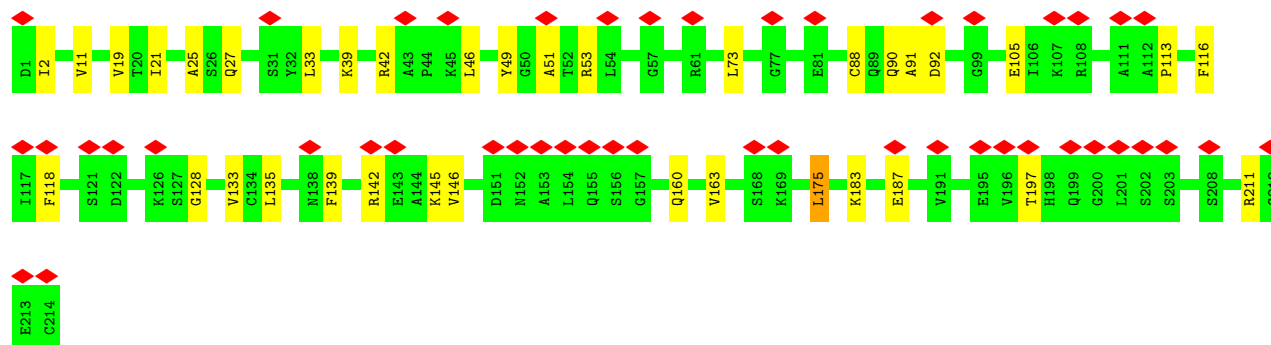 D1 I2 V11 V19 T20 I21 A25 S26 Q27 S31 Y32 L33 K39 R42 A43 P44 K45 L46 Y49 G50 A51 T52 R53 L54 G57 R61 L73 G77 E81 C88 Q89 Q90 A91 D92 G99 E105 I106 K107 R108 A111 A112 P113 F116
I117 F118 S121 D122 K126 S127 G128 V133 C134 L135 N138 F139 R142 E143 A144 K145 V146 D151 N152 A153 L154 Q155 S156 G157 Q160 V163 S168 K169 L175 K183 E187 V191 E195 V196 T197 H198 Q199 G200 L201 S202 S203 S208 R211
E213 C214